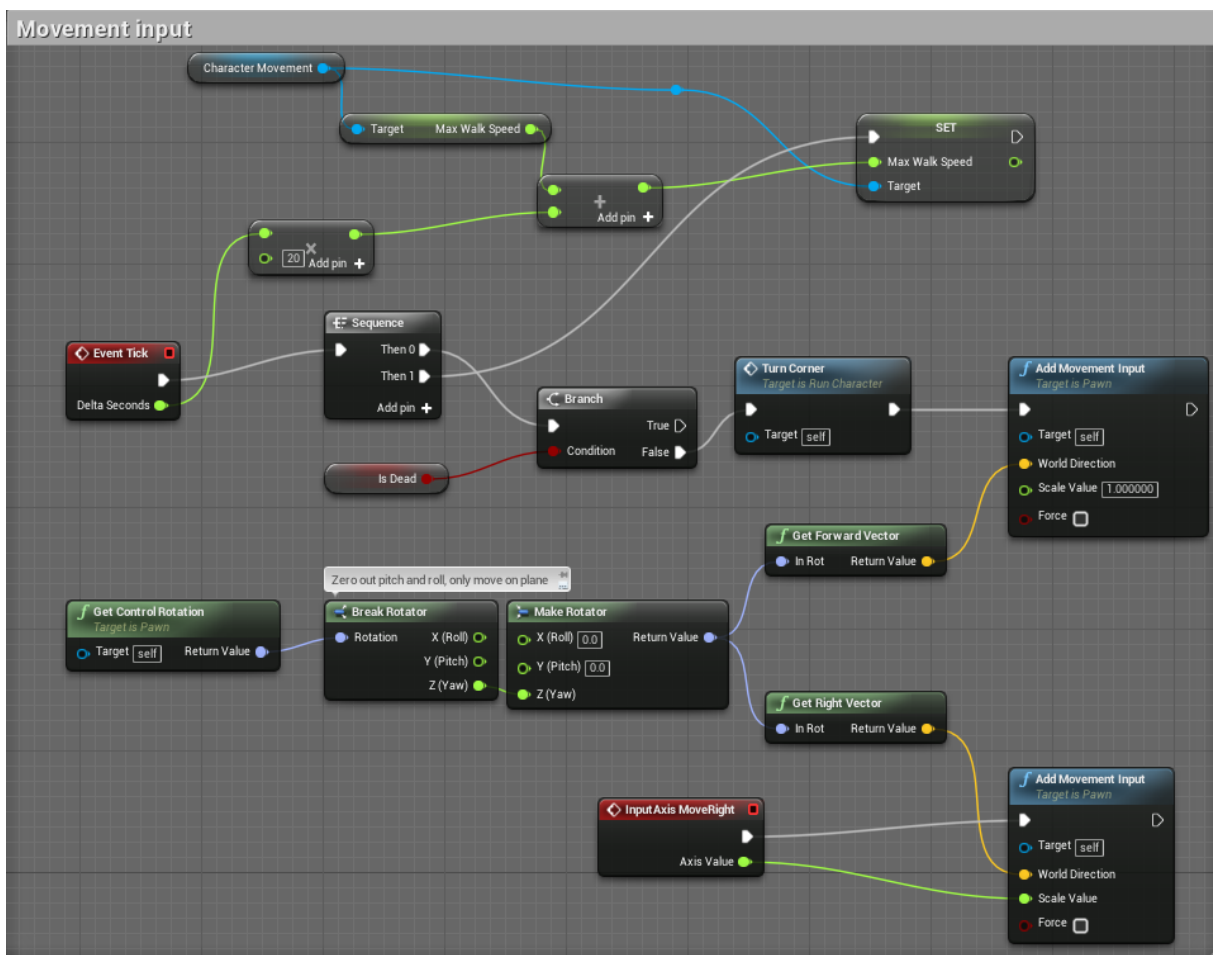 Movement input
Character Movement
Target Max Walk Speed
SET
Max Walk Speed
Target
+
Add pin +
×
20 Add pin +
Sequence
Then 0
Then 1
Add pin +
Event Tick
Delta Seconds
Is Dead
Branch
True
Condition False
Turn Corner
Target is Run Character
Target self
Add Movement Input
Target is Pawn
Target self
World Direction
Scale Value 1.000000
Force
Get Forward Vector
In Rot Return Value
Zero out pitch and roll, only move on plane
Get Control Rotation
Target is Pawn
Target self Return Value
Break Rotator
Rotation X (Roll)
Y (Pitch)
Z (Yaw)
Make Rotator
X (Roll) 0.0 Return Value
Y (Pitch) 0.0
Z (Yaw)
Get Right Vector
In Rot Return Value
InputAxis MoveRight
Axis Value
Add Movement Input
Target is Pawn
Target self
World Direction
Scale Value
Force